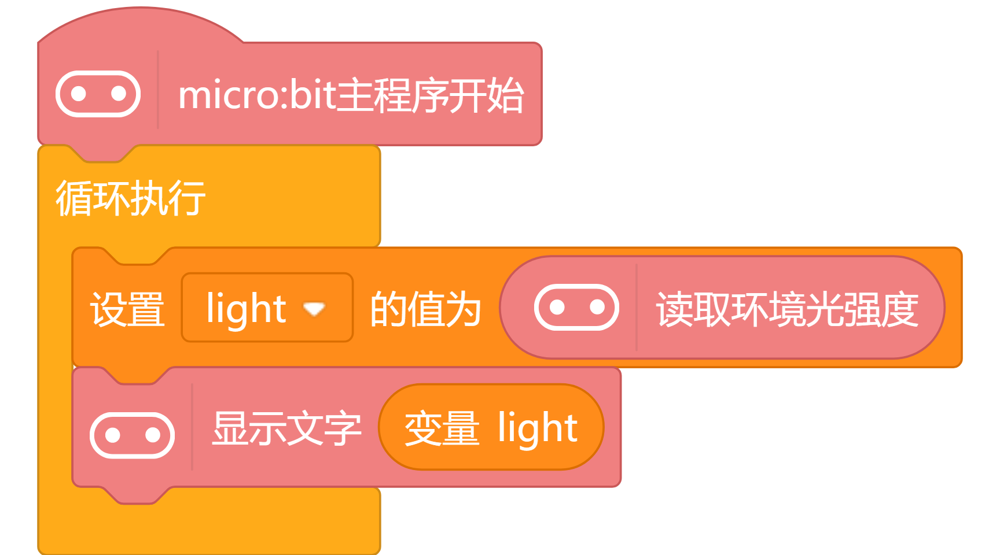 micro:bit主程序开始
循环执行
设置 light 的值为 读取环境光强度
显示文字 变量 light